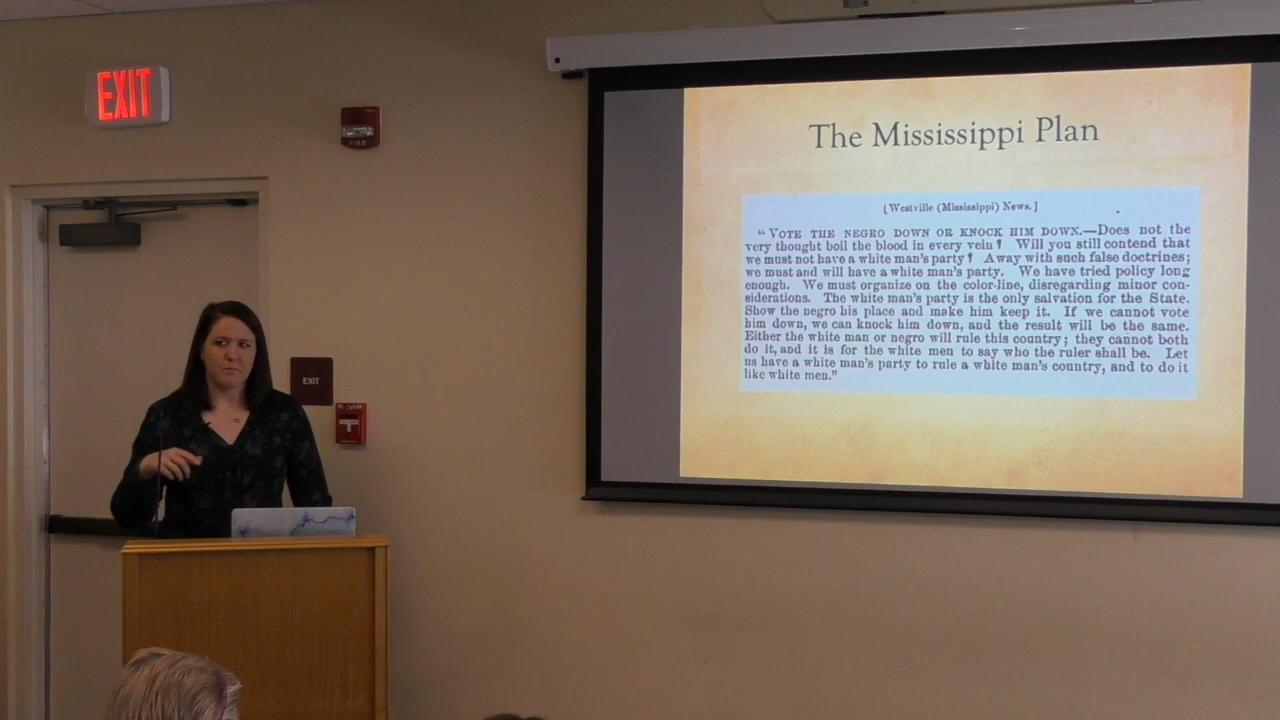 EXIT
FIRE
EXIT
The Mississippi Plan
[Westville (Mississippi) News.]
“VOTE THE NEGRO DOWN OR KNOCK HIM DOWN.—Does not the
very thought boil the blood in every vein? Will you still contend that
we must not have a white man's party? Away with such false doctrines;
we must and will have a white man's party. We have tried policy long
enough. We must organize on the color-line, disregarding minor con-
siderations. The white man's party is the only salvation for the State.
Show the negro his place and make him keep it. If we cannot vote
him down, we can knock him down, and the result will be the same.
Either the white man or negro will rule this country; they cannot both
do it, and it is for the white men to say who the ruler shall be. Let
us have a white man's party to rule a white man's country, and to do it
like white men.”